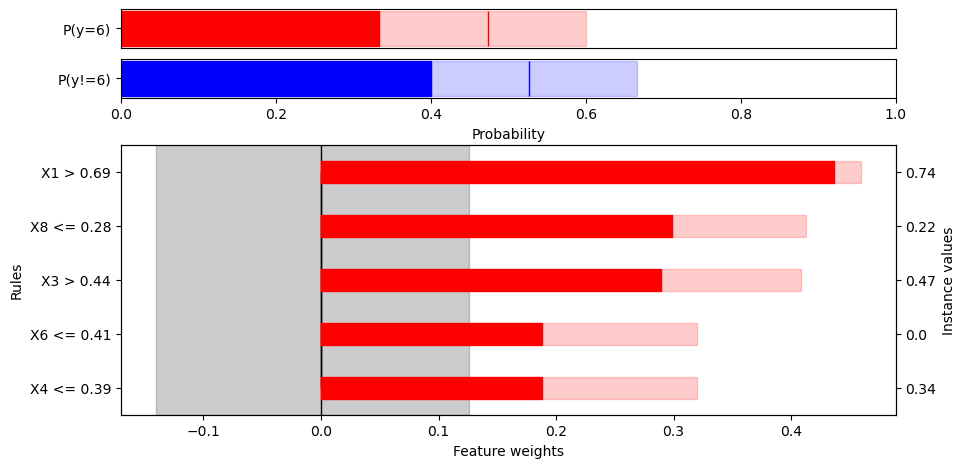 P(y=6)
P(y!=6)
0.0 0.2 0.4 0.6 0.8 1.0
Probability
X1 > 0.69 0.74
X8 <= 0.28 0.22
X3 > 0.44 0.47
X6 <= 0.41 0.0
X4 <= 0.39 0.34
Rules
Instance values
−0.1 0.0 0.1 0.2 0.3 0.4
Feature weights